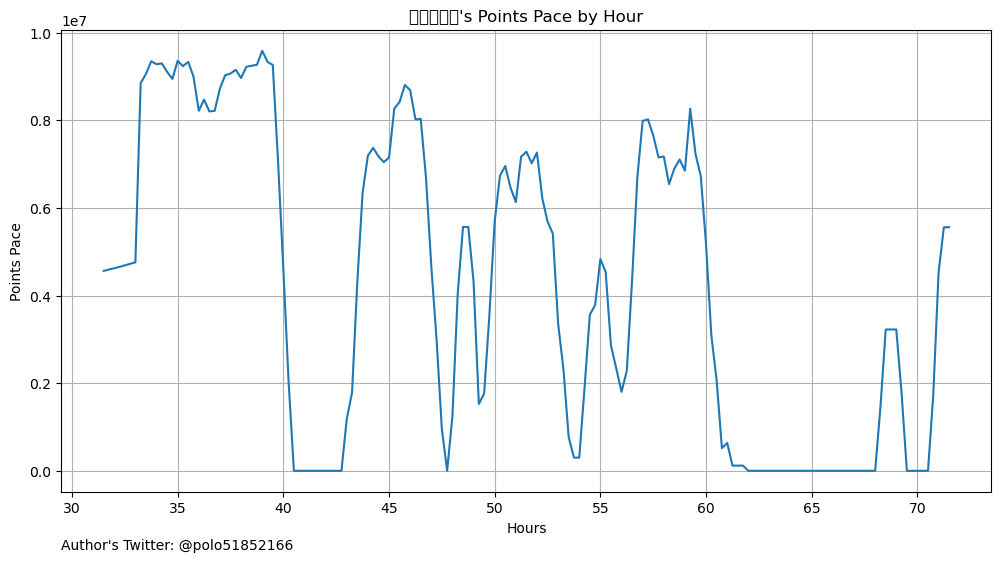 □□□□□'s Points Pace by Hour
1e7
1.0
0.8
0.6
0.4
0.2
0.0
Points Pace
30 35 40 45 50 55 60 65 70
Hours
Author's Twitter: @polo51852166